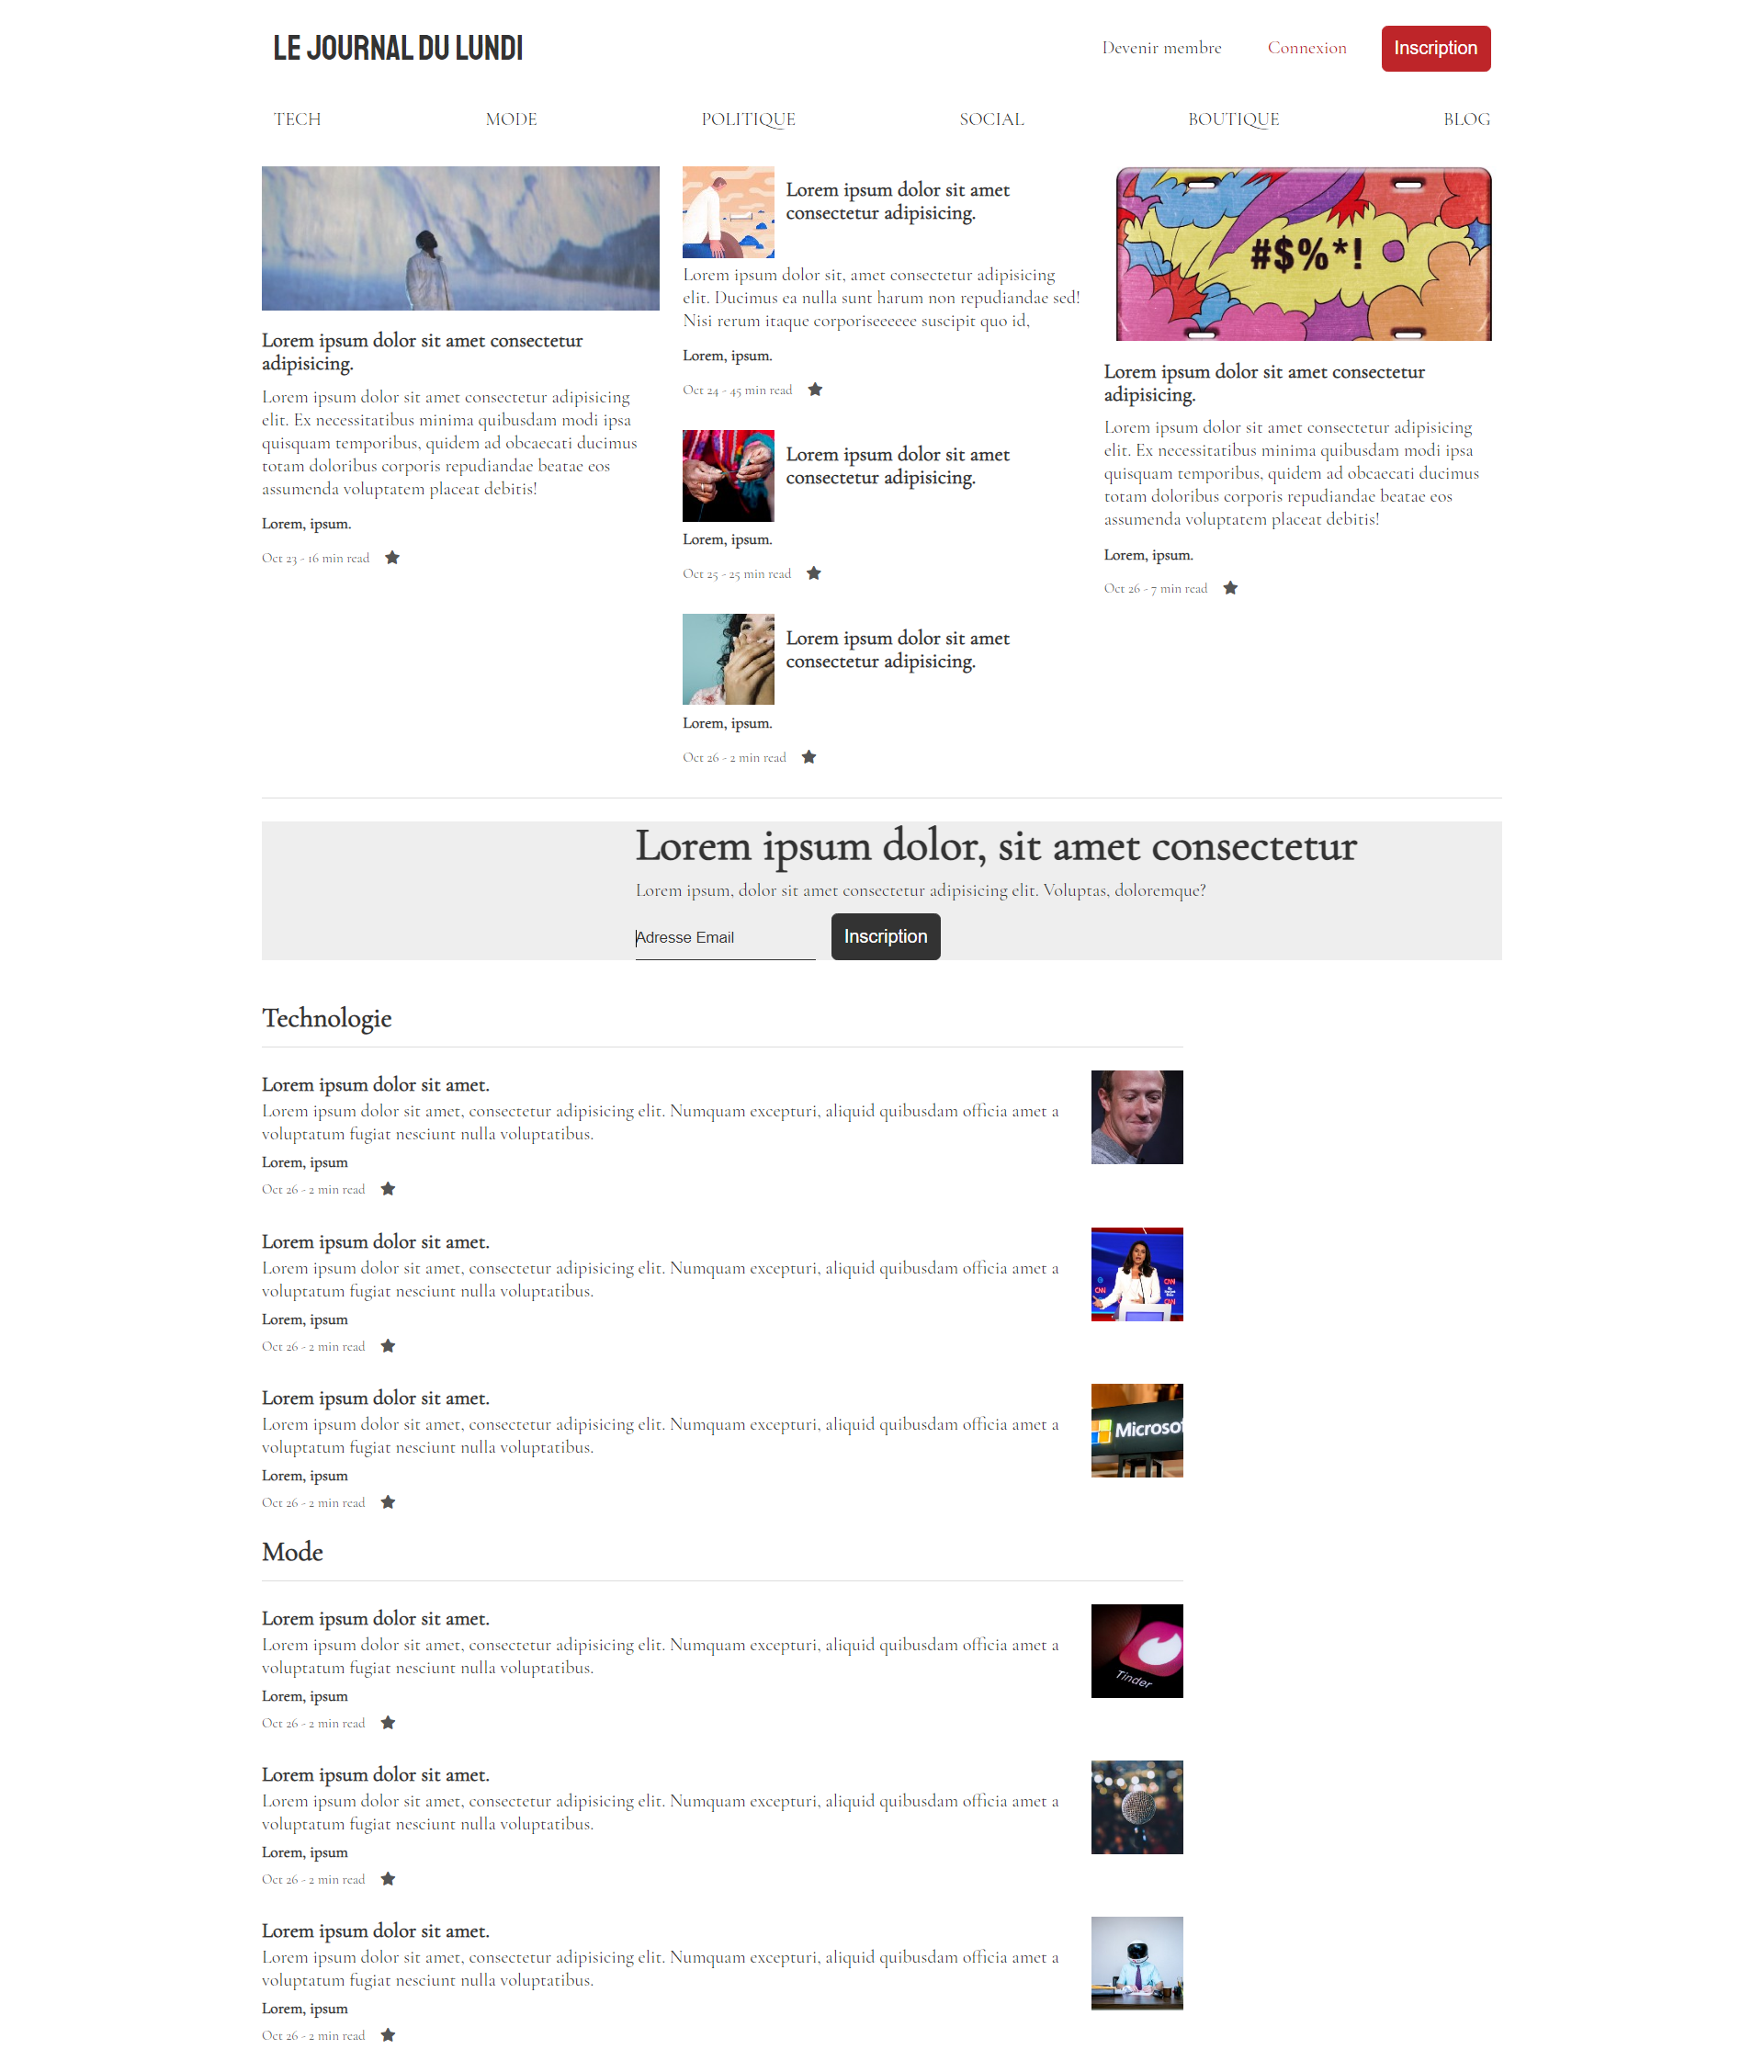 LE JOURNAL DU LUNDI
Devenir membre
Connexion
Inscription
TECH
MODE
POLITIQUE
SOCIAL
BOUTIQUE
BLOG
Lorem ipsum dolor sit amet consectetur
adipisicing.
Lorem ipsum dolor sit amet consectetur adipisicing
elit. Ex necessitatibus minima quibusdam modi ipsa
quisquam temporibus, quidem ad obcaecati ducimus
totam doloribus corporis repudiandae beatae eos
assumenda voluptatem placeat debitis!
Lorem, ipsum.
Oct 23 - 16 min read
Lorem ipsum dolor sit amet
consectetur adipisicing.
Lorem ipsum dolor sit, amet consectetur adipisicing
elit. Ducimus ea nulla sunt harum non repudiandae sed!
Nisi rerum itaque corporiseeeeee suscipit quo id,
Lorem, ipsum.
Oct 24 - 45 min read
Lorem ipsum dolor sit amet
consectetur adipisicing.
Lorem, ipsum.
Oct 25 - 25 min read
Lorem ipsum dolor sit amet
consectetur adipisicing.
Lorem, ipsum.
Oct 26 - 2 min read
#$%*!
Lorem ipsum dolor sit amet consectetur
adipisicing.
Lorem ipsum dolor sit amet consectetur adipisicing
elit. Ex necessitatibus minima quibusdam modi ipsa
quisquam temporibus, quidem ad obcaecati ducimus
totam doloribus corporis repudiandae beatae eos
assumenda voluptatem placeat debitis!
Lorem, ipsum.
Oct 26 - 7 min read
Lorem ipsum dolor, sit amet consectetur
Lorem ipsum, dolor sit amet consectetur adipisicing elit. Voluptas, doloremque?
Adresse Email
Inscription
Technologie
Lorem ipsum dolor sit amet.
Lorem ipsum dolor sit amet, consectetur adipisicing elit. Numquam excepturi, aliquid quibusdam officia amet a
voluptatum fugiat nesciunt nulla voluptatibus.
Lorem, ipsum
Oct 26 - 2 min read
Lorem ipsum dolor sit amet.
Lorem ipsum dolor sit amet, consectetur adipisicing elit. Numquam excepturi, aliquid quibusdam officia amet a
voluptatum fugiat nesciunt nulla voluptatibus.
Lorem, ipsum
Oct 26 - 2 min read
CNN
CNN
CNN
Lorem ipsum dolor sit amet.
Lorem ipsum dolor sit amet, consectetur adipisicing elit. Numquam excepturi, aliquid quibusdam officia amet a
voluptatum fugiat nesciunt nulla voluptatibus.
Lorem, ipsum
Oct 26 - 2 min read
Microso
Mode
Lorem ipsum dolor sit amet.
Lorem ipsum dolor sit amet, consectetur adipisicing elit. Numquam excepturi, aliquid quibusdam officia amet a
voluptatum fugiat nesciunt nulla voluptatibus.
Lorem, ipsum
Oct 26 - 2 min read
Tinder
Lorem ipsum dolor sit amet.
Lorem ipsum dolor sit amet, consectetur adipisicing elit. Numquam excepturi, aliquid quibusdam officia amet a
voluptatum fugiat nesciunt nulla voluptatibus.
Lorem, ipsum
Oct 26 - 2 min read
Lorem ipsum dolor sit amet.
Lorem ipsum dolor sit amet, consectetur adipisicing elit. Numquam excepturi, aliquid quibusdam officia amet a
voluptatum fugiat nesciunt nulla voluptatibus.
Lorem, ipsum
Oct 26 - 2 min read